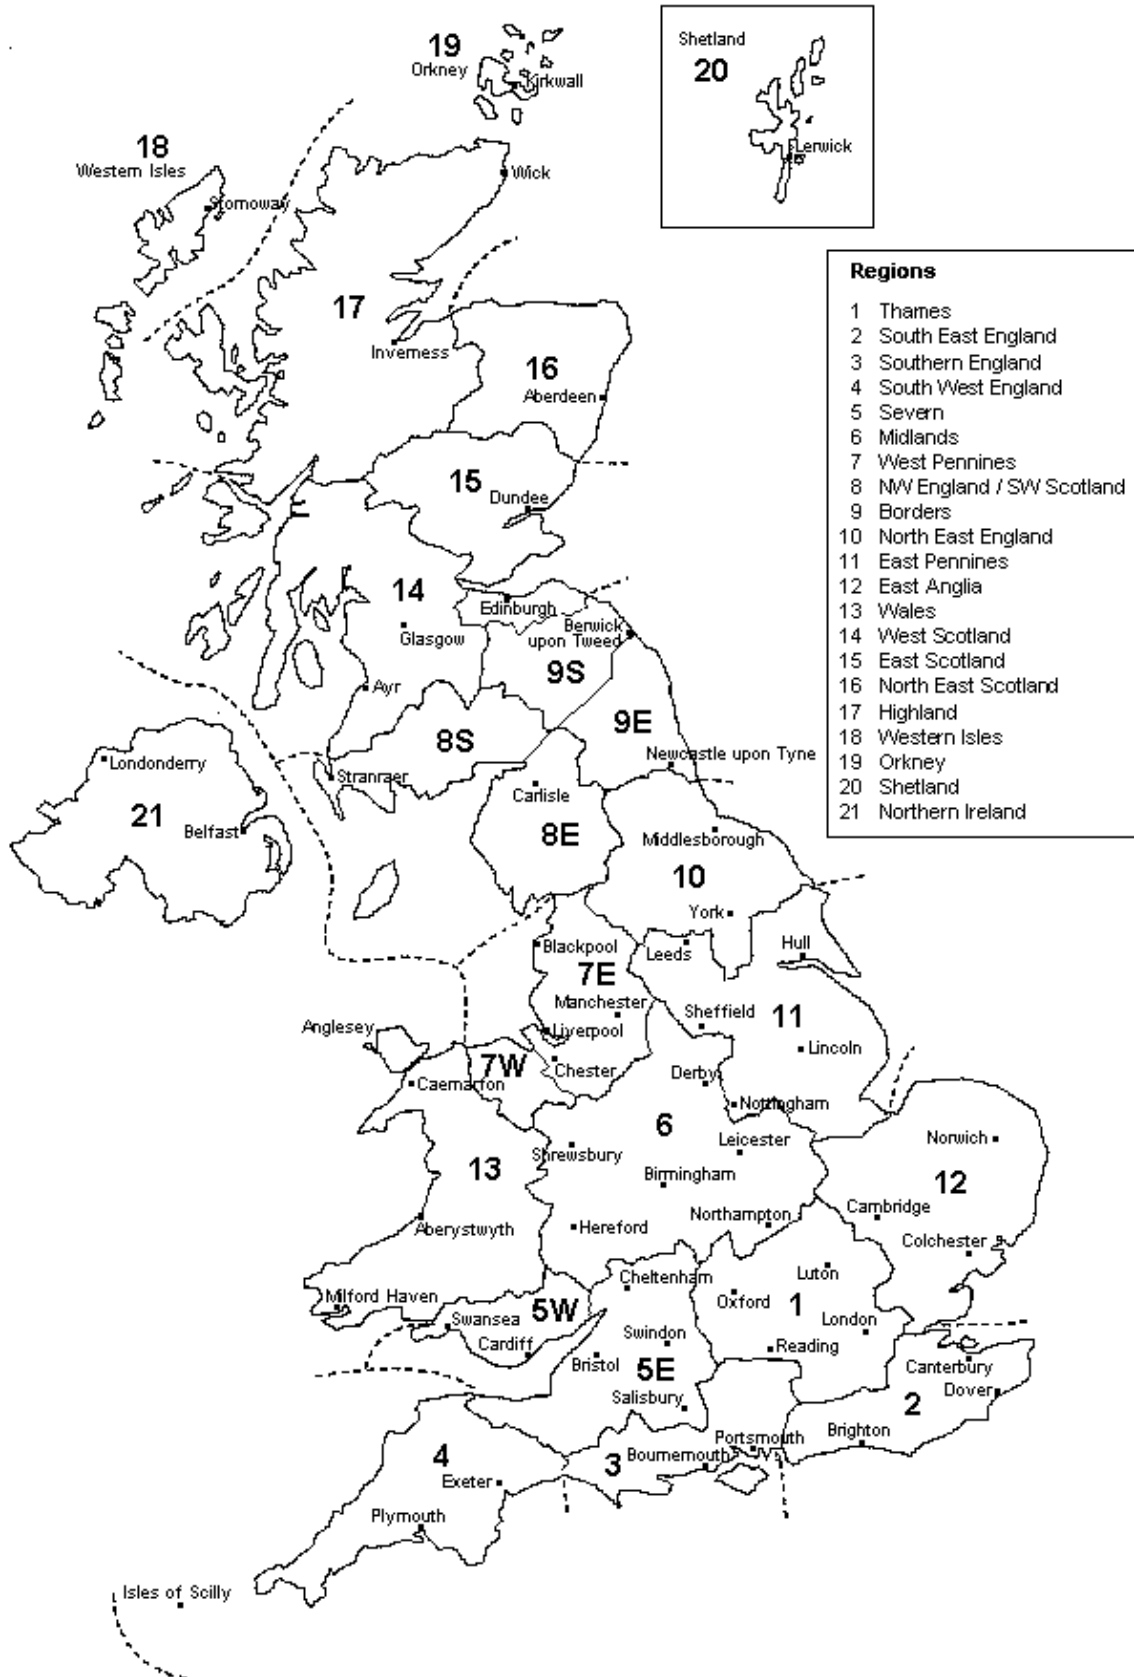 19
Orkney
Kirkwall
Shetland
20
Lerwick
18
Western Isles
Stornoway
Wick
17
Inverness
16
Aberdeen
Regions
1 Thames
2 South East England
3 Southern England
4 South West England
5 Severn
6 Midlands
7 West Pennines
8 NW England / SW Scotland
9 Borders
10 North East England
11 East Pennines
12 East Anglia
13 Wales
14 West Scotland
15 East Scotland
16 North East Scotland
17 Highland
18 Western Isles
19 Orkney
20 Shetland
21 Northern Ireland
15
Dundee
14
Glasgow
Edinburgh
Berwick
upon Tweed
9S
Ayr
9E
8S
Newcastle upon Tyne
Stranraer
Londonderry
21
Belfast
Carlisle
8E
Middlesborough
10
York
Leeds
Hull
Blackpool
7E
Manchester
Liverpool
Sheffield
11
Lincoln
Anglesey
7W
Chester
Caernarfon
Derby
Nottingham
6
Leicester
Shrewsbury
Birmingham
13
Norwich
12
Cambridge
Colchester
Aberystwyth
Hereford
Northampton
Milford Haven
Swansea
5W
Cardiff
Cheltenham
Oxford
Luton
1
London
Reading
Swindon
Bristol
5E
Salisbury
Canterbury
Dover
2
Brighton
Portsmouth
Bournemouth
3
4
Exeter
Plymouth
Isles of Scilly